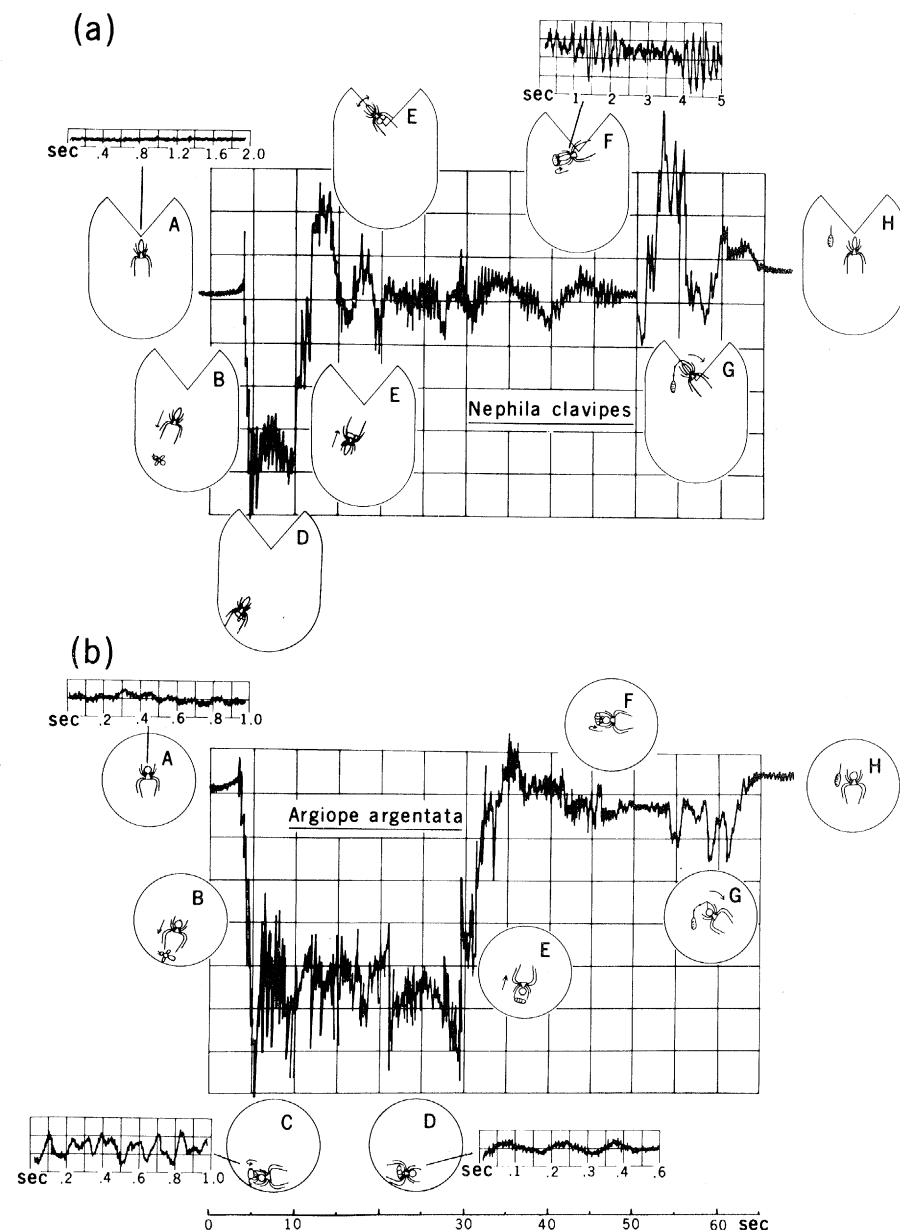 (a)
sec 1 2 3 4 5
sec .4 .8 1.2 1.6 2.0
E
F
A
H
B
E
G
Nephila clavipes
D
(b)
sec .2 .4 .6 .8 1.0
F
A
H
Argiope argentata
B
G
E
C
D
sec .2 .4 .6 .8 1.0
sec .1 .2 .3 .4 .6
0 10 20 30 40 50 60 sec